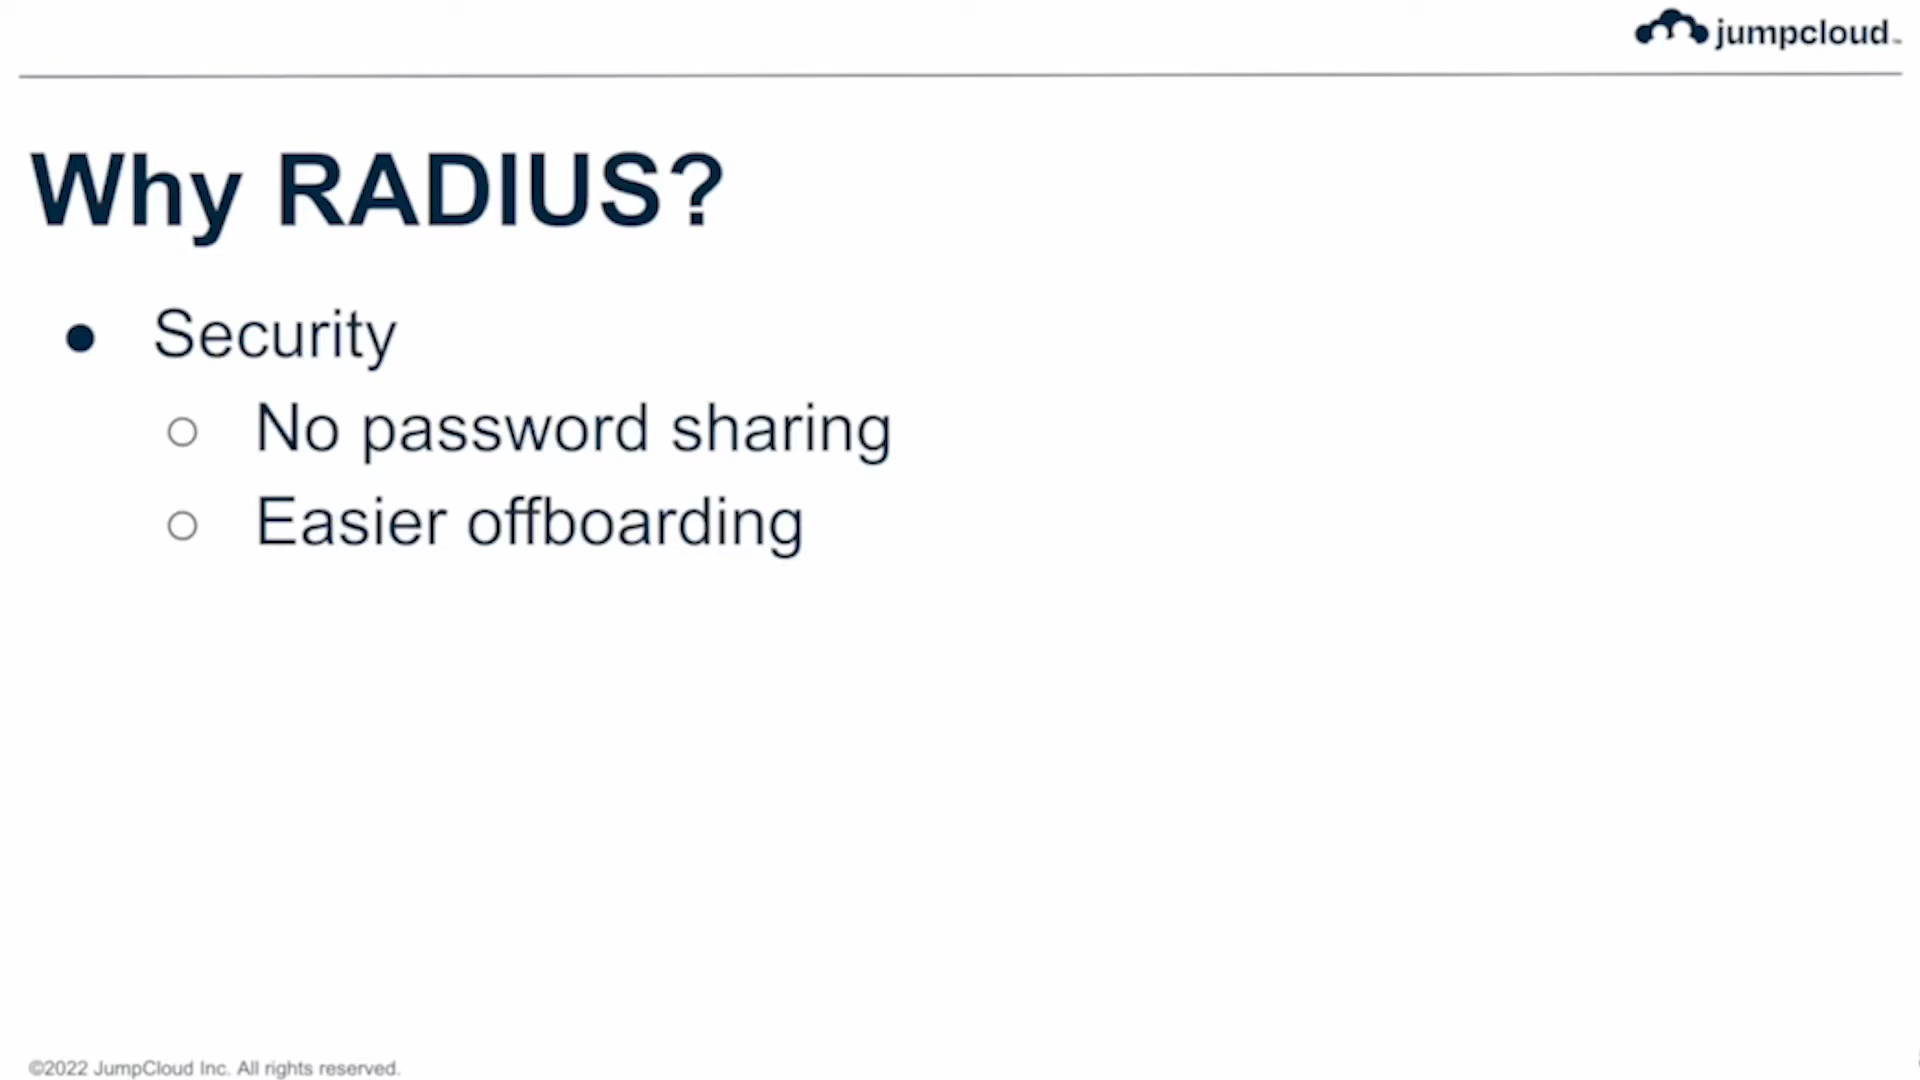 jumpcloud
Why RADIUS?
● Security
○ No password sharing
○ Easier offboarding
©2022 JumpCloud Inc. All rights reserved.